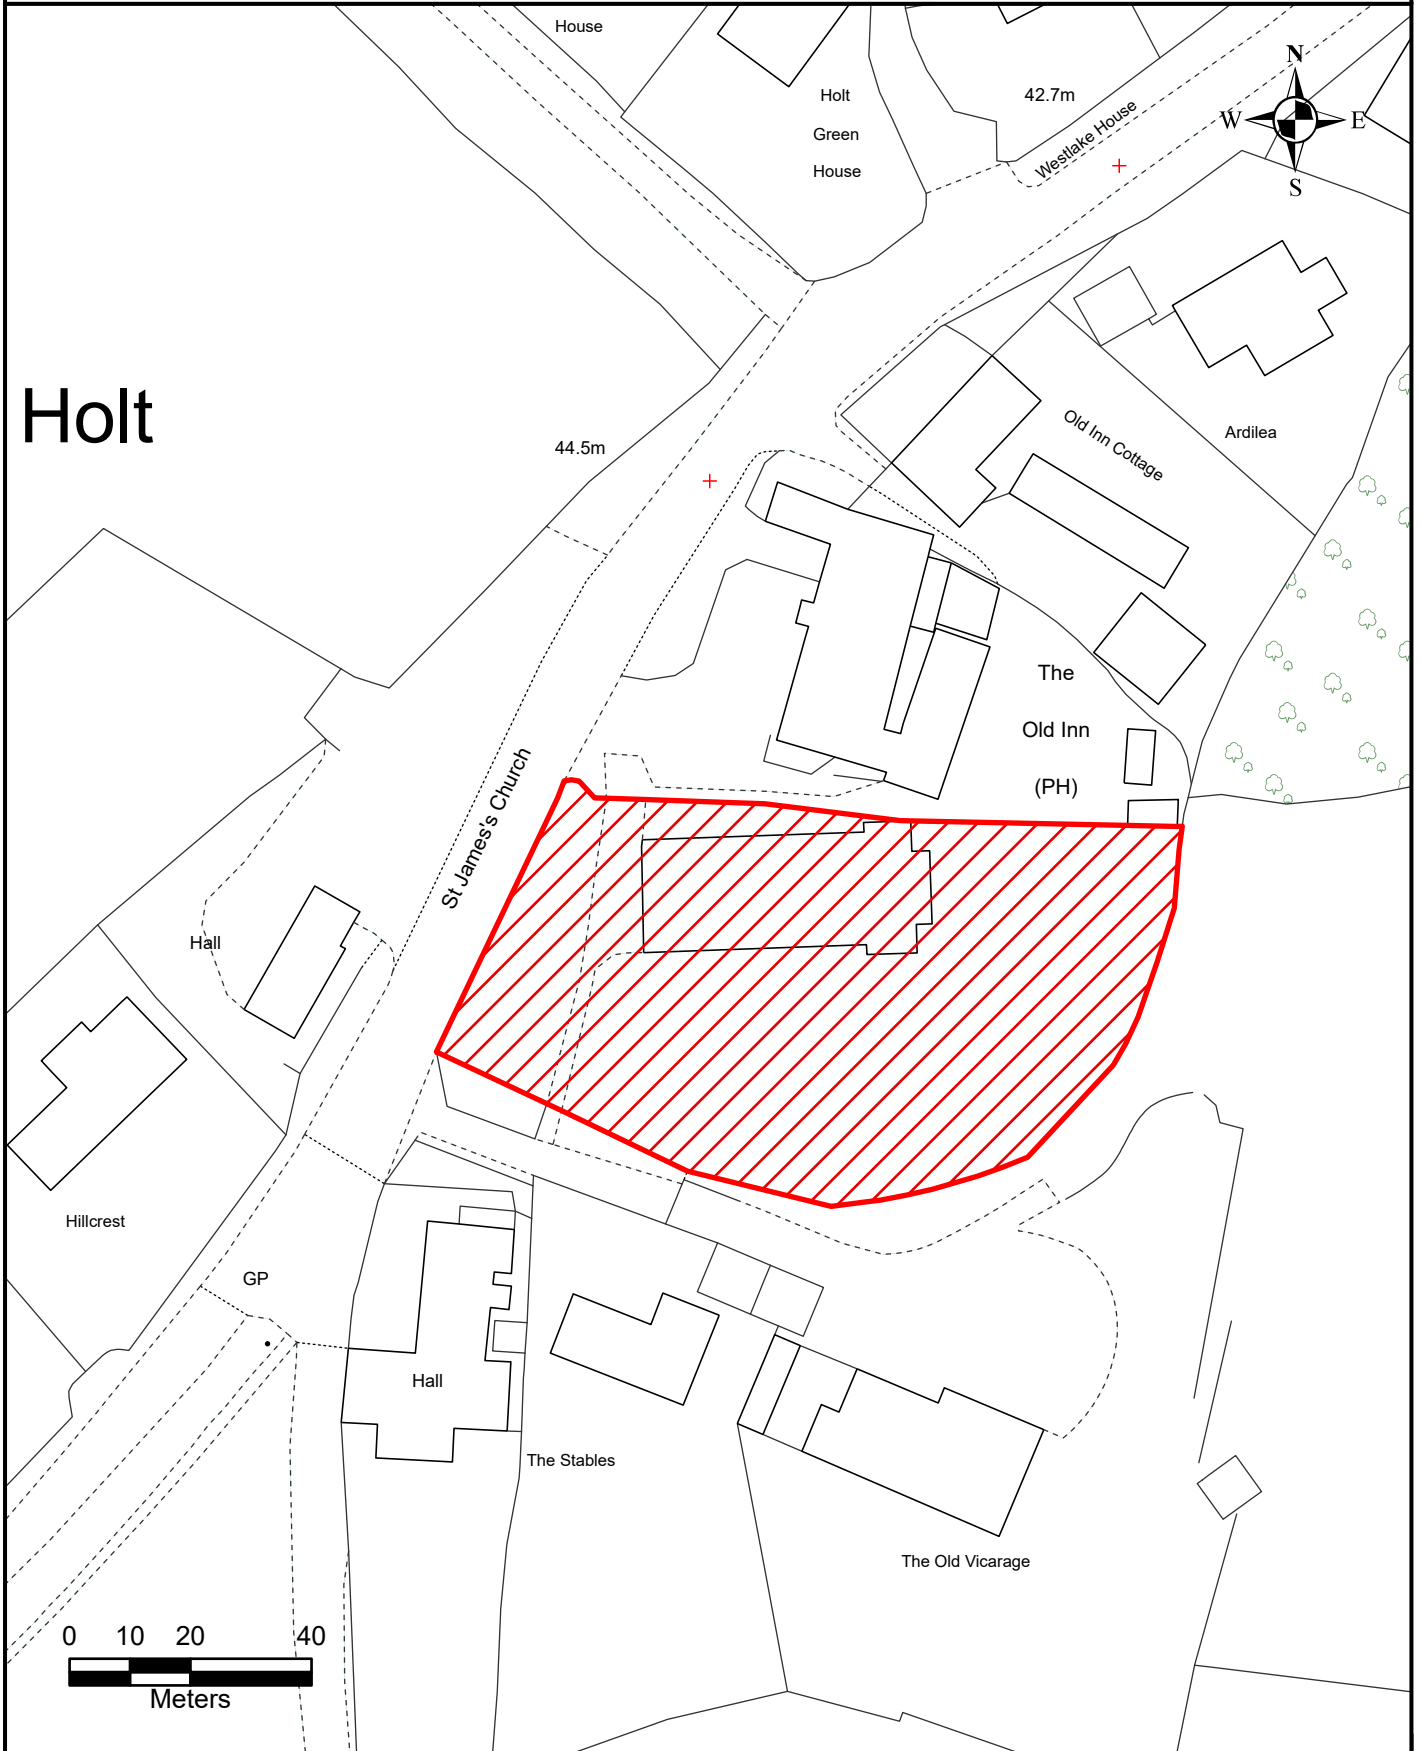 House
42.7m
N
W
E
S
Holt
Green
House
Westlake House
Holt
44.5m
Old Inn Cottage
Ardilea
The
Old Inn
(PH)
St James's Church
Hall
Hillcrest
GP
Hall
The Stables
The Old Vicarage
0 10 20 40
Meters